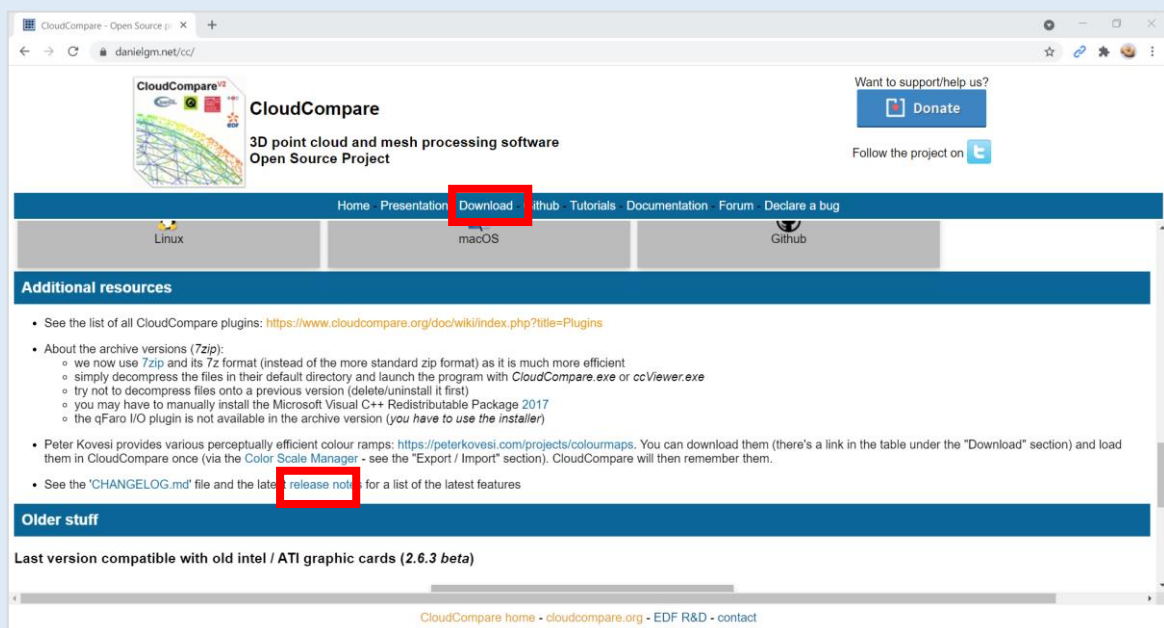 CloudCompare - Open Source p
danielgm.net/cc/
CloudCompareV2
EDF
CloudCompare
3D point cloud and mesh processing software
Open Source Project
Want to support/help us?
Donate
Follow the project on
Home - Presentation - Download - Github - Tutorials - Documentation - Forum - Declare a bug
Linux
macOS
Github
Additional resources
• See the list of all CloudCompare plugins: https://www.cloudcompare.org/doc/wiki/index.php?title=Plugins
• About the archive versions (7zip):
◦ we now use 7zip and its 7z format (instead of the more standard zip format) as it is much more efficient
◦ simply decompress the files in their default directory and launch the program with CloudCompare.exe or ccViewer.exe
◦ try not to decompress files onto a previous version (delete/uninstall it first)
◦ you may have to manually install the Microsoft Visual C++ Redistributable Package 2017
◦ the qFaro I/O plugin is not available in the archive version (you have to use the installer)
• Peter Kovesi provides various perceptually efficient colour ramps: https://peterkovesi.com/projects/colourmaps. You can download them (there's a link in the table under the "Download" section) and load
them in CloudCompare once (via the Color Scale Manager - see the "Export / Import" section). CloudCompare will then remember them.
• See the 'CHANGELOG.md' file and the latest release notes for a list of the latest features
Older stuff
Last version compatible with old intel / ATI graphic cards (2.6.3 beta)
CloudCompare home - cloudcompare.org - EDF R&D - contact